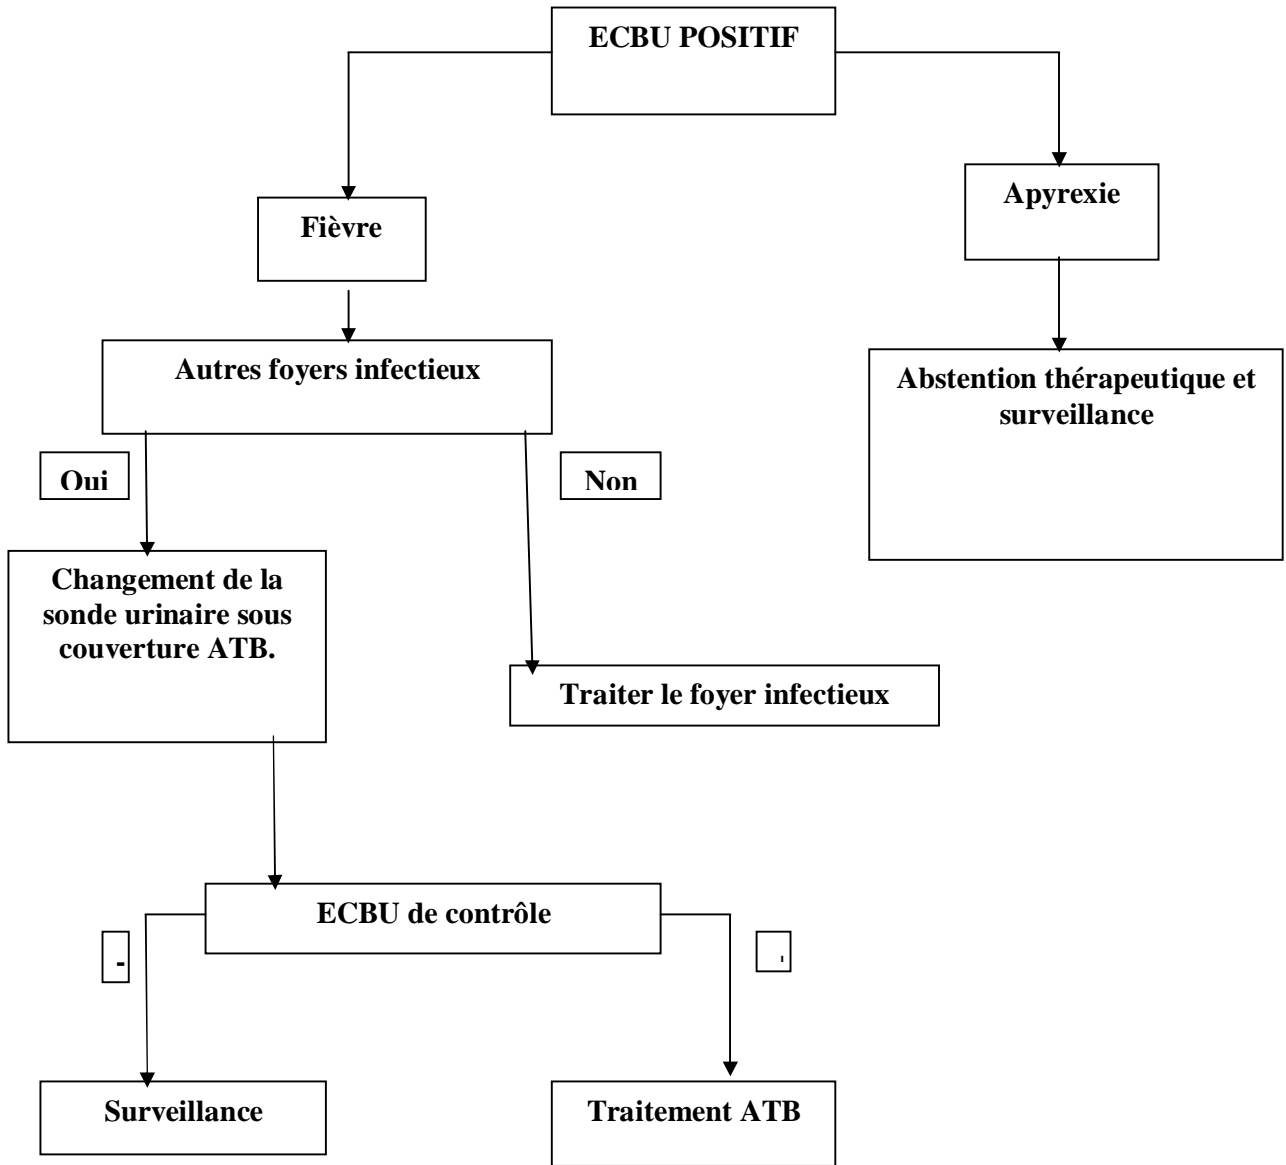 ECBU POSITIF
Fièvre
Apyrexie
Autres foyers infectieux
Abstention thérapeutique et
surveillance
Oui
Non
Changement de la
sonde urinaire sous
couverture ATB.
Traiter le foyer infectieux
ECBU de contrôle
-
Surveillance
Traitement ATB